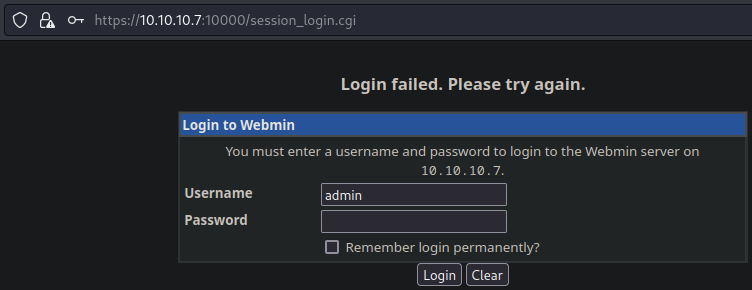 https://10.10.10.7:10000/session_login.cgi
Login failed. Please try again.
Login to Webmin
You must enter a username and password to login to the Webmin server on
10.10.10.7.
Username admin
Password
Remember login permanently?
Login Clear